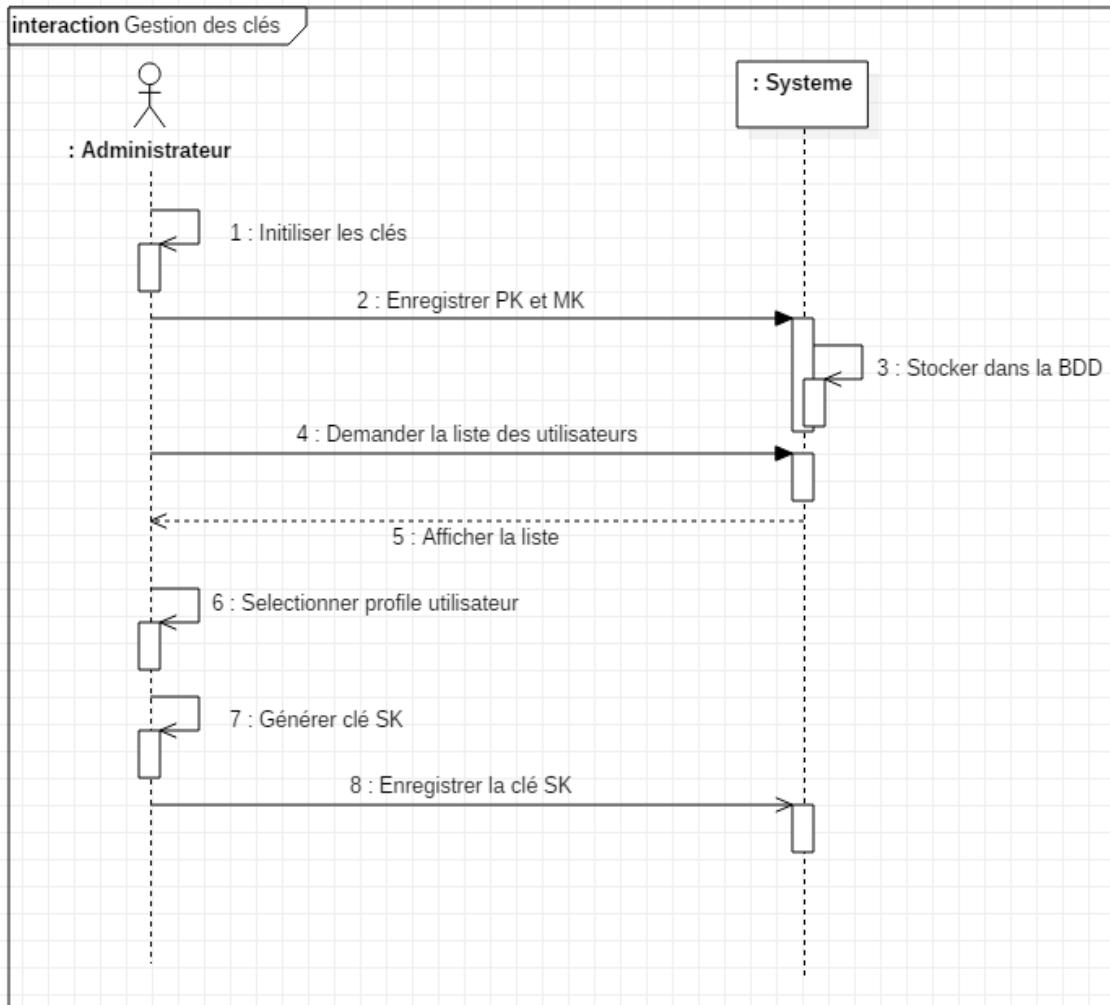 interaction Gestion des clés
: Systeme
: Administrateur
1 : Initiliser les clés
2 : Enregistrer PK et MK
3 : Stocker dans la BDD
4 : Demander la liste des utilisateurs
5 : Afficher la liste
6 : Selectionner profile utilisateur
7 : Générer clé SK
8 : Enregistrer la clé SK